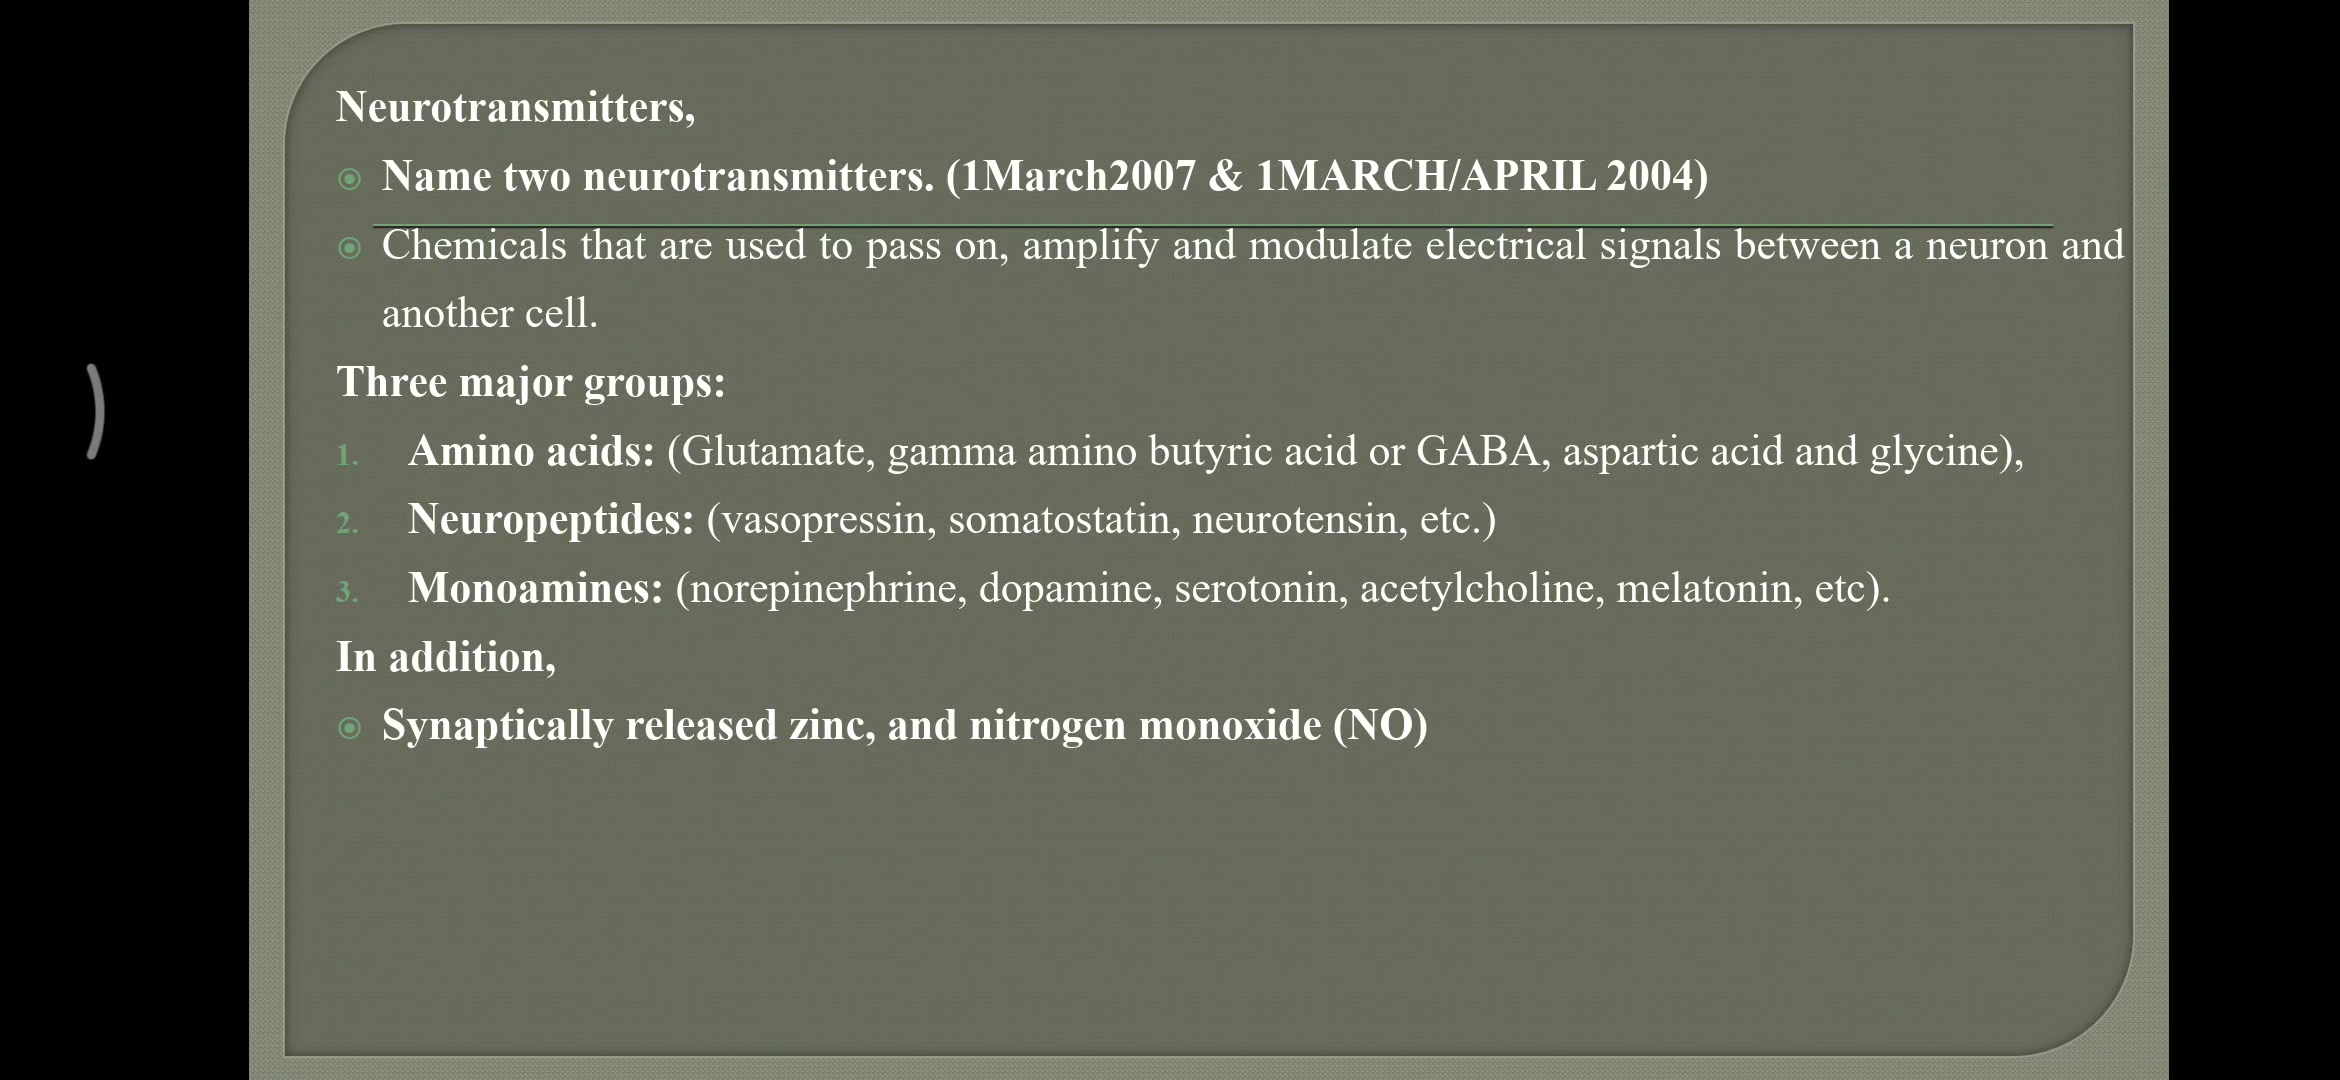 Neurotransmitters,
Name two neurotransmitters. (1March2007 & 1MARCH/APRIL 2004)
Chemicals that are used to pass on, amplify and modulate electrical signals between a neuron and
another cell.
Three major groups:
1. Amino acids: (Glutamate, gamma amino butyric acid or GABA, aspartic acid and glycine),
2. Neuropeptides: (vasopressin, somatostatin, neurotensin, etc.)
3. Monoamines: (norepinephrine, dopamine, serotonin, acetylcholine, melatonin, etc).
In addition,
Synaptically released zinc, and nitrogen monoxide (NO)